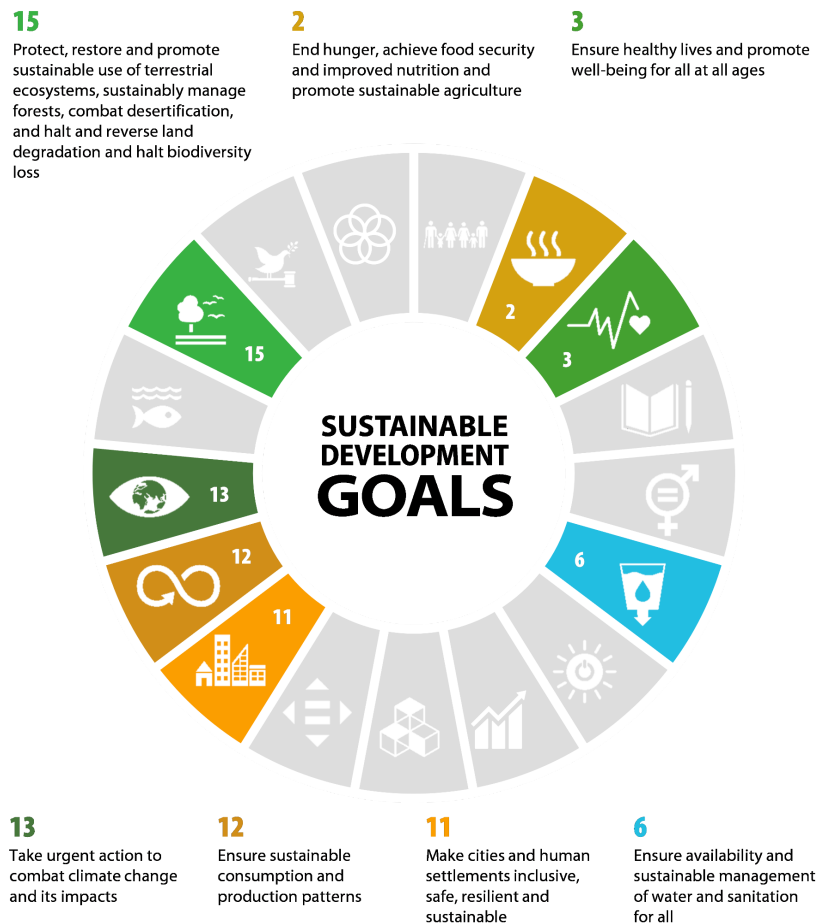 15
Protect, restore and promote
sustainable use of terrestrial
ecosystems, sustainably manage
forests, combat desertification,
and halt and reverse land
degradation and halt biodiversity
loss
2
End hunger, achieve food security
and improved nutrition and
promote sustainable agriculture
3
Ensure healthy lives and promote
well-being for all at all ages
2
3
15
SUSTAINABLE
DEVELOPMENT
GOALS
13
12
6
11
13
Take urgent action to
combat climate change
and its impacts
12
Ensure sustainable
consumption and
production patterns
11
Make cities and human
settlements inclusive,
safe, resilient and
sustainable
6
Ensure availability and
sustainable management
of water and sanitation
for all